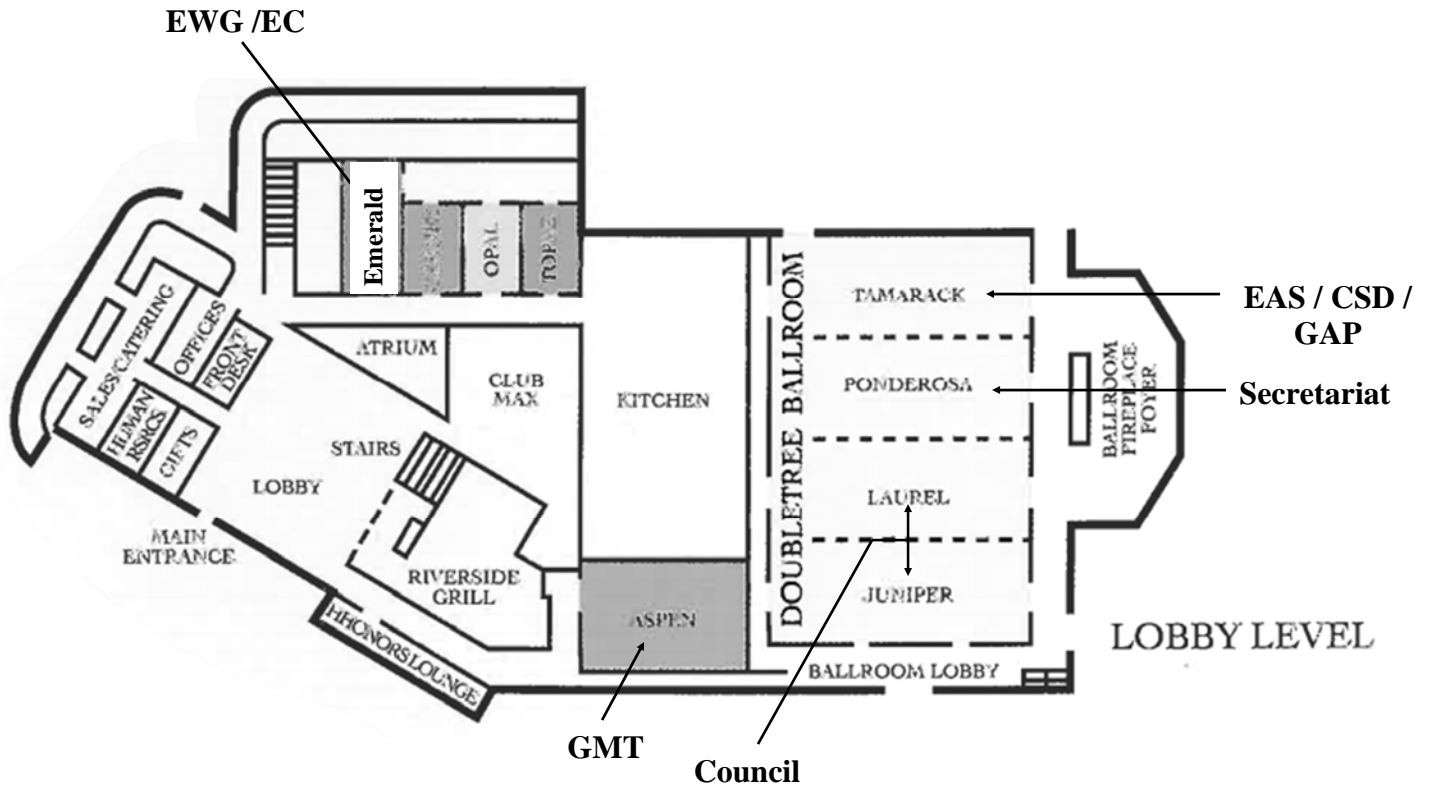 EWG /EC
Emerald
OPAL
TOPAZ
SALES/CATERING
OFFICES
FRONT
DESK
HUMAN
RSRCS.
GIFTS
ATRIUM
CLUB
MAX
KITCHEN
STAIRS
LOBBY
MAIN
ENTRANCE
RIVERSIDE
GRILL
HHONORS LOUNGE
ASPEN
GMT
DOUBLETREE BALLROOM
TAMARACK
PONDEROSA
LAUREL
JUNIPER
BALLROOM LOBBY
Council
BALLROOM
FIREPLACE
FOYER
EAS / CSD /
GAP
Secretariat
LOBBY LEVEL